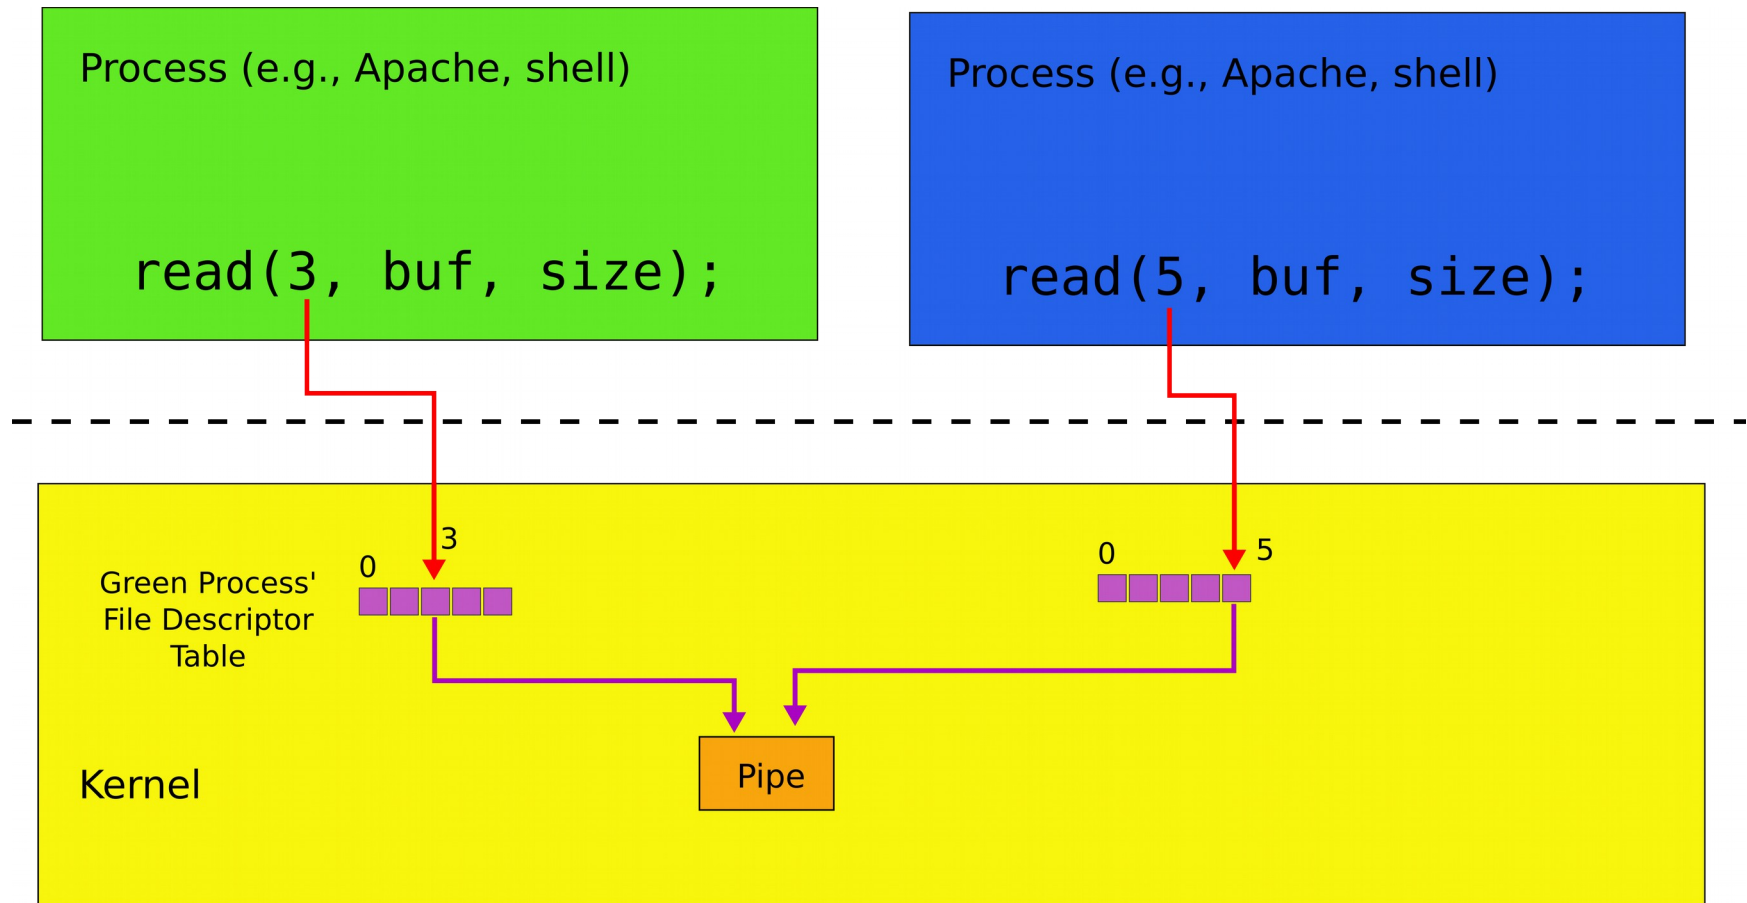 Process (e.g., Apache, shell)
read(3, buf, size);
Process (e.g., Apache, shell)
read(5, buf, size);
3
0
Green Process'
File Descriptor
Table
0
5
Kernel
Pipe